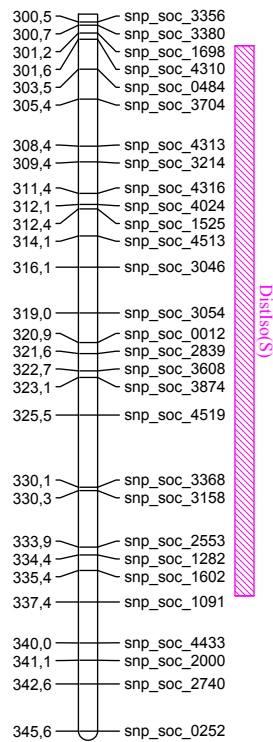 300,5 snp_soc_3356
300,7 snp_soc_3380
301,2 snp_soc_1698
301,6 snp_soc_4310
303,5 snp_soc_0484
305,4 snp_soc_3704
308,4 snp_soc_4313
309,4 snp_soc_3214
311,4 snp_soc_4316
312,1 snp_soc_4024
312,4 snp_soc_1525
314,1 snp_soc_4513
316,1 snp_soc_3046
319,0 snp_soc_3054
320,9 snp_soc_0012
321,6 snp_soc_2839
322,7 snp_soc_3608
323,1 snp_soc_3874
325,5 snp_soc_4519
330,1 snp_soc_3368
330,3 snp_soc_3158
333,9 snp_soc_2553
334,4 snp_soc_1282
335,4 snp_soc_1602
337,4 snp_soc_1091
340,0 snp_soc_4433
341,1 snp_soc_2000
342,6 snp_soc_2740
345,6 snp_soc_0252
DistIso(S)